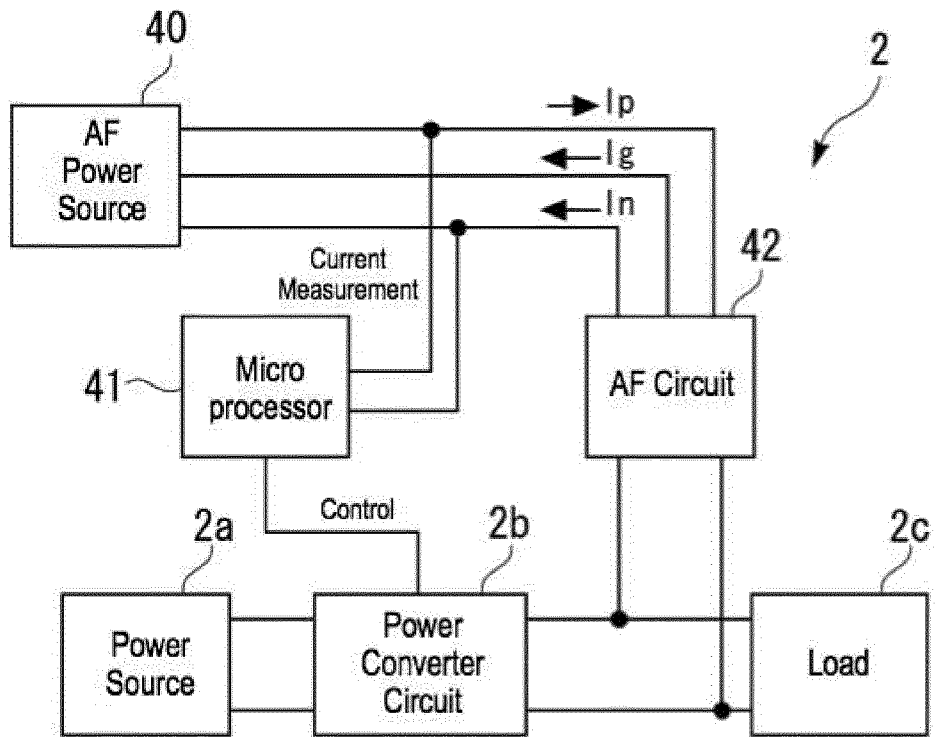 40
2
AF
Power
Source
Ip
Ig
In
42
Current
Measurement
41
Micro
processor
AF Circuit
Control
2a
2b
2c
Power
Source
Power
Converter
Circuit
Load